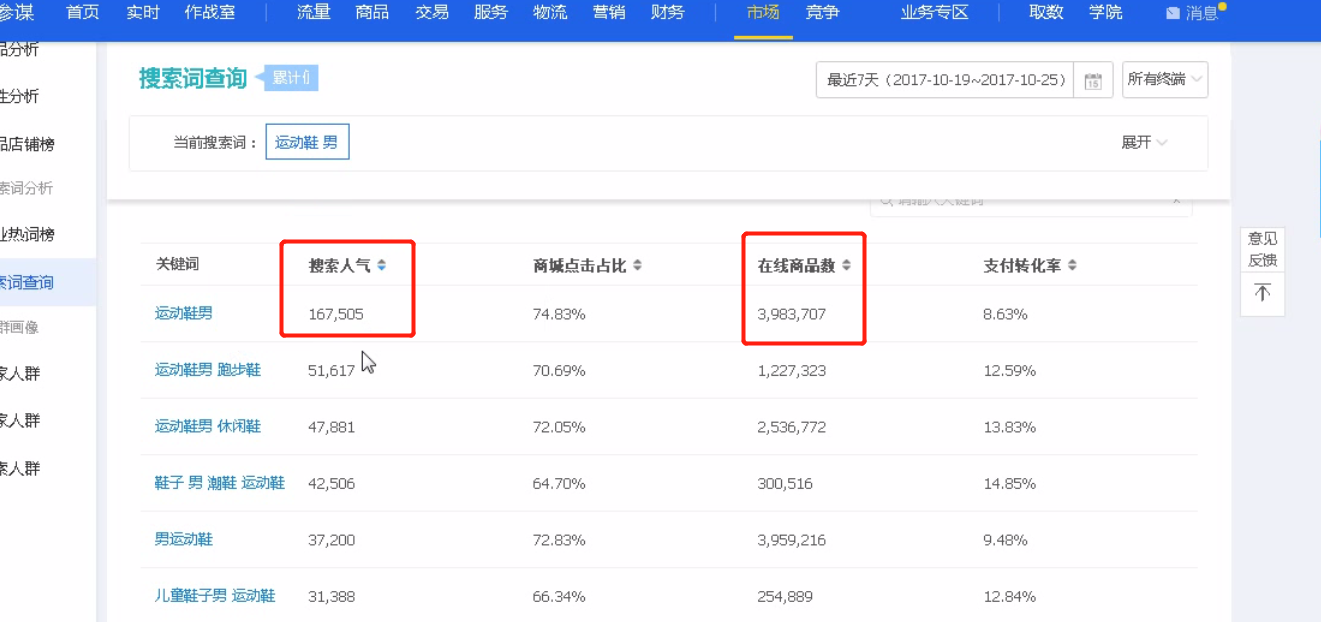 参谋 首页 实时 作战室 流量 商品 交易 服务 物流 营销 财务 市场 竞争 业务专区 取数 学院 消息
品分析
搜索词查询 累计
最近7天（2017-10-19~2017-10-25） 15 所有终端
性分析
当前搜索词： 运动鞋 男 展开
品店铺榜
索词分析
业热词榜
索词查询
群画像
家人群
家人群
索人群
请输入关键词
关键词 搜索人气 商城点击占比 在线商品数 支付转化率
运动鞋男 167,505 74.83% 3,983,707 8.63%
运动鞋男 跑步鞋 51,617 70.69% 1,227,323 12.59%
运动鞋男 休闲鞋 47,881 72.05% 2,536,772 13.83%
鞋子 男 潮鞋 运动鞋 42,506 64.70% 300,516 14.85%
男运动鞋 37,200 72.83% 3,959,216 9.48%
儿童鞋子男 运动鞋 31,388 66.34% 254,889 12.84%
意见
反馈